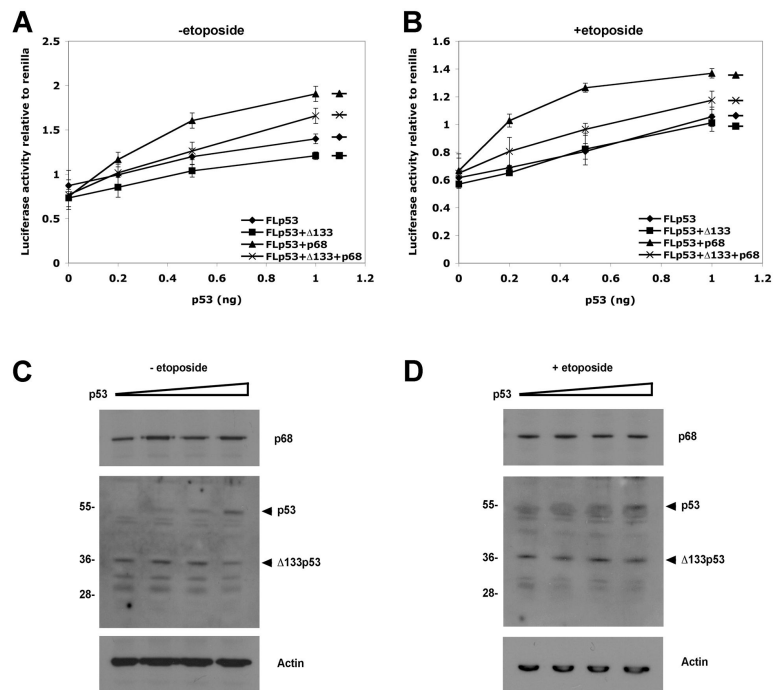 A
-etoposide
Luciferase activity relative to renilla
2.5
2
1.5
1
0.5
0
0 0.2 0.4 0.6 0.8 1 1.2
p53 (ng)
FLp53
FLp53+Δ133
FLp53+p68
FLp53+Δ133+p68
B
+etoposide
Luciferase activity relative to renilla
1.6
1.4
1.2
1
0.8
0.6
0.4
0.2
0
0 0.2 0.4 0.6 0.8 1 1.2
p53 (ng)
FLp53
FLp53+Δ133
FLp53+p68
FLp53+Δ133+p68
C
- etoposide
p53
p68
55-
p53
36-
Δ133p53
28-
Actin
D
+ etoposide
p53
p68
55-
p53
36-
Δ133p53
28-
Actin